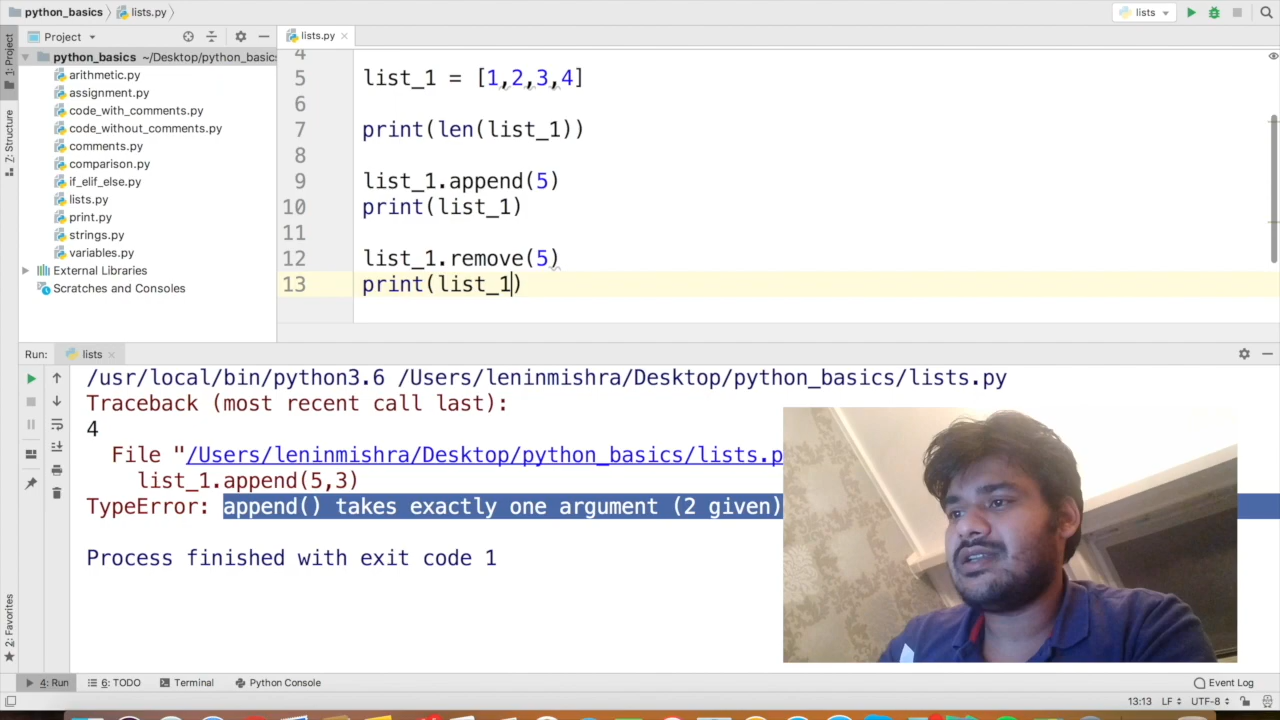 python_basics lists.py
lists
1: Project
Project
lists.py
python_basics ~/Desktop/python_basics
arithmetic.py
assignment.py
code_with_comments.py
code_without_comments.py
comments.py
comparison.py
if_elif_else.py
lists.py
print.py
strings.py
variables.py
External Libraries
Scratches and Consoles
Z: Structure
4
5 list_1 = [1,2,3,4]
6
7 print(len(list_1))
8
9 list_1.append(5)
10 print(list_1)
11
12 list_1.remove(5)
13 print(list_1)
Run: lists
/usr/local/bin/python3.6 /Users/leninmishra/Desktop/python_basics/lists.py
Traceback (most recent call last):
4
File "/Users/leninmishra/Desktop/python_basics/lists.p
list_1.append(5,3)
TypeError: append() takes exactly one argument (2 given)
Process finished with exit code 1
2: Favorites
4: Run 6: TODO Terminal Python Console Event Log
13:13 LF UTF-8